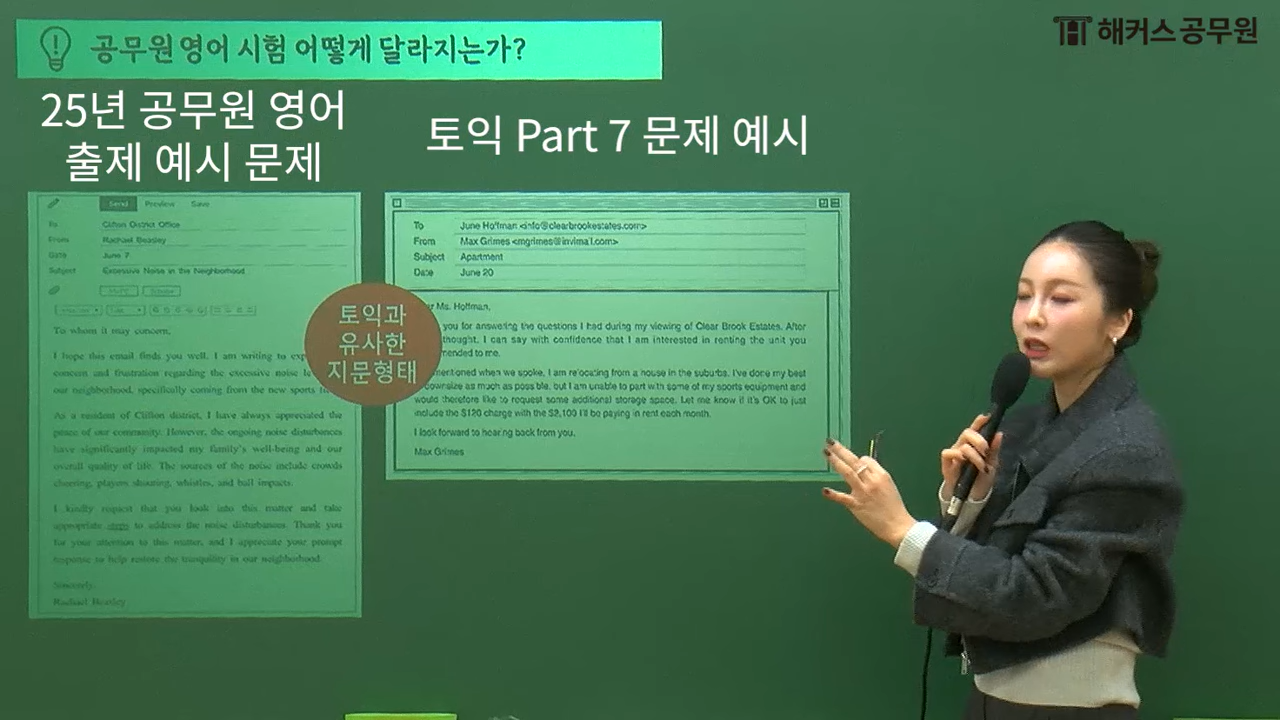 해커스공무원
공무원 영어 시험 어떻게 달라지는가?
25년 공무원 영어
출제 예시 문제
토익 Part 7 문제 예시
Send Preview Save
To Clifton District Office
From Rachael Beasley
Date June 7
Subject Excessive Noise in the Neighborhood
To whom it may concern,
I hope this email finds you well. I am writing to
concern and frustration regarding the excessive noise
our neighborhood, specifically coming from the new sports
As a resident of Clifton district, I have always appreciated the
peace of our community. However, the ongoing noise disturbances
have significantly impacted my family's well-being and our
overall quality of life. The sources of the noise include crowds
cheering, players shouting, whistles, and ball impacts.
I kindly request that you look into this matter and take
appropriate steps to address the noise disturbances. Thank you
for your attention to this matter, and I appreciate your prompt
response to help restore the tranquility in our neighborhood.
Sincerely,
Rachael Beasley
토익과
유사한
지문형태
To June Hoffman <info@clearbrookestates.com>
From Max Grimes <mgrimes@invimail.com>
Subject Apartment
Date June 20
Ms. Hoffman,
you for answering the questions I had during my viewing of Clear Brook Estates. After
thought, I can say with confidence that I am interested in renting the unit you
mended to me.
mentioned when we spoke, I am relocating from a house in the suburbs. I've done my best
ownsize as much as possible, but I am unable to part with some of my sports equipment and
would therefore like to request some additional storage space. Let me know if it's OK to just
include the $120 charge with the $2,100 I'll be paying in rent each month.
I look forward to hearing back from you.
Max Grimes